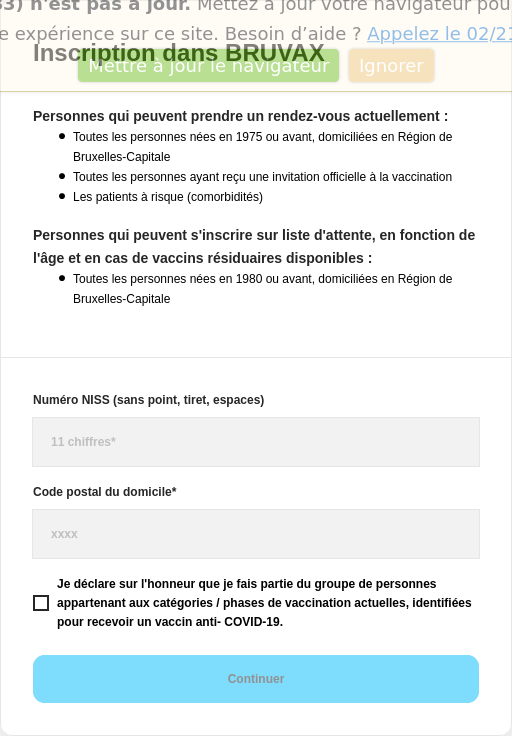 33) n'est pas à jour. Mettez à jour votre navigateur pou
e expérience sur ce site. Besoin d’aide ? Appelez le 02/21
Inscription dans BRUVAX
Mettre à jour le navigateur Ignorer
Personnes qui peuvent prendre un rendez-vous actuellement :
Toutes les personnes nées en 1975 ou avant, domiciliées en Région de
Bruxelles-Capitale
Toutes les personnes ayant reçu une invitation officielle à la vaccination
Les patients à risque (comorbidités)
Personnes qui peuvent s'inscrire sur liste d'attente, en fonction de
l'âge et en cas de vaccins résiduaires disponibles :
Toutes les personnes nées en 1980 ou avant, domiciliées en Région de
Bruxelles-Capitale
Numéro NISS (sans point, tiret, espaces)
11 chiffres*
Code postal du domicile*
xxxx
Je déclare sur l'honneur que je fais partie du groupe de personnes
appartenant aux catégories / phases de vaccination actuelles, identifiées
pour recevoir un vaccin anti- COVID-19.
Continuer